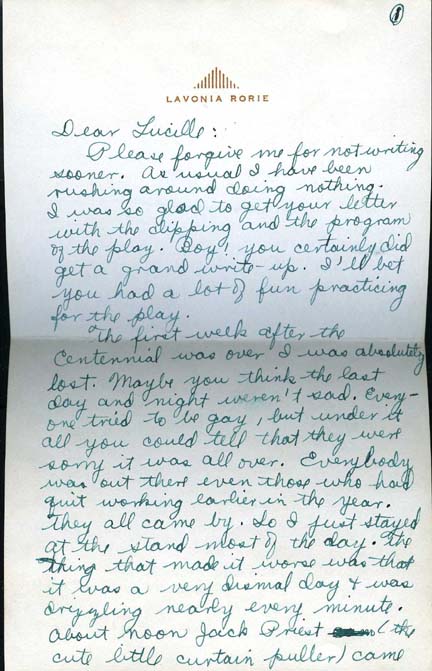 1
LAVONIA RORIE
Dear Lucille:
Please forgive me for not writing
sooner. As usual I have been
rushing around doing nothing.
I was so glad to get your letter
with the clipping and the program
of the play. Boy! you certainly did
get a grand write-up. I'll bet
you had a lot of fun practicing
for the play.
The first week after the
Centennial was over I was absolutely
lost. Maybe you think the last
day and night weren't sad. Every-
one tried to be gay, but under it
all you could tell that they were
sorry it was all over. Everybody
was out there even those who had
quit working earlier in the year.
They all came by. So I just stayed
at the stand most of the day. The
thing that made it worse was that
it was a very dismal day & was
drizzling nearly every minute.
About noon Jack Priest (the
cute little curtain puller) came